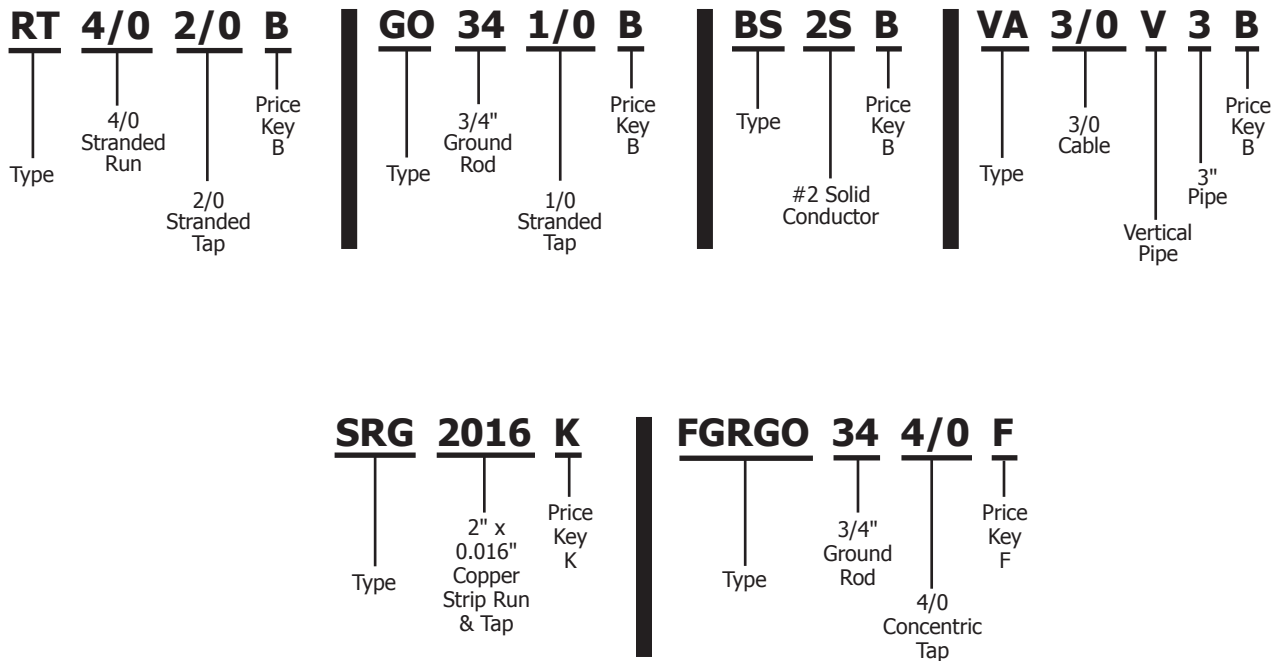 RT 4/0 2/0 B
Type
4/0
Stranded
Run
2/0
Stranded
Tap
Price
Key
B
GO 34 1/0 B
Type
3/4"
Ground
Rod
1/0
Stranded
Tap
Price
Key
B
BS 2S B
Type
#2 Solid
Conductor
Price
Key
B
VA 3/0 V 3 B
Type
3/0
Cable
Vertical
Pipe
3"
Pipe
Price
Key
B
SRG 2016 K
Type
2" x
0.016"
Copper
Strip Run
& Tap
Price
Key
K
FGRGO 34 4/0 F
Type
3/4"
Ground
Rod
4/0
Concentric
Tap
Price
Key
F